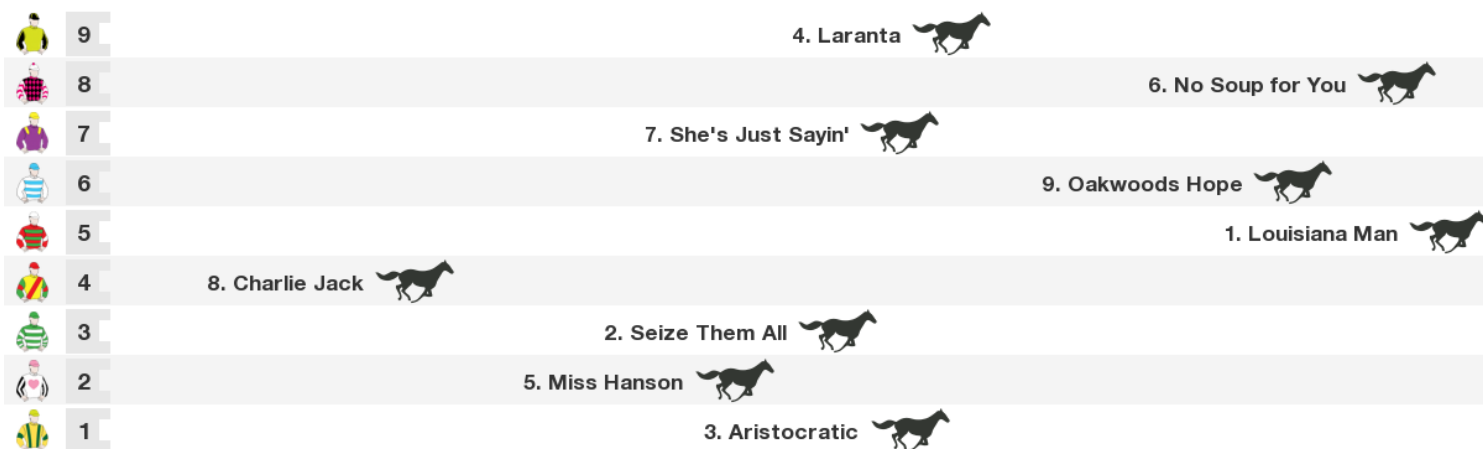 9 4. Laranta
8 6. No Soup for You
7 7. She's Just Sayin'
6 9. Oakwoods Hope
5 1. Louisiana Man
4 8. Charlie Jack
3 2. Seize Them All
2 5. Miss Hanson
1 3. Aristocratic